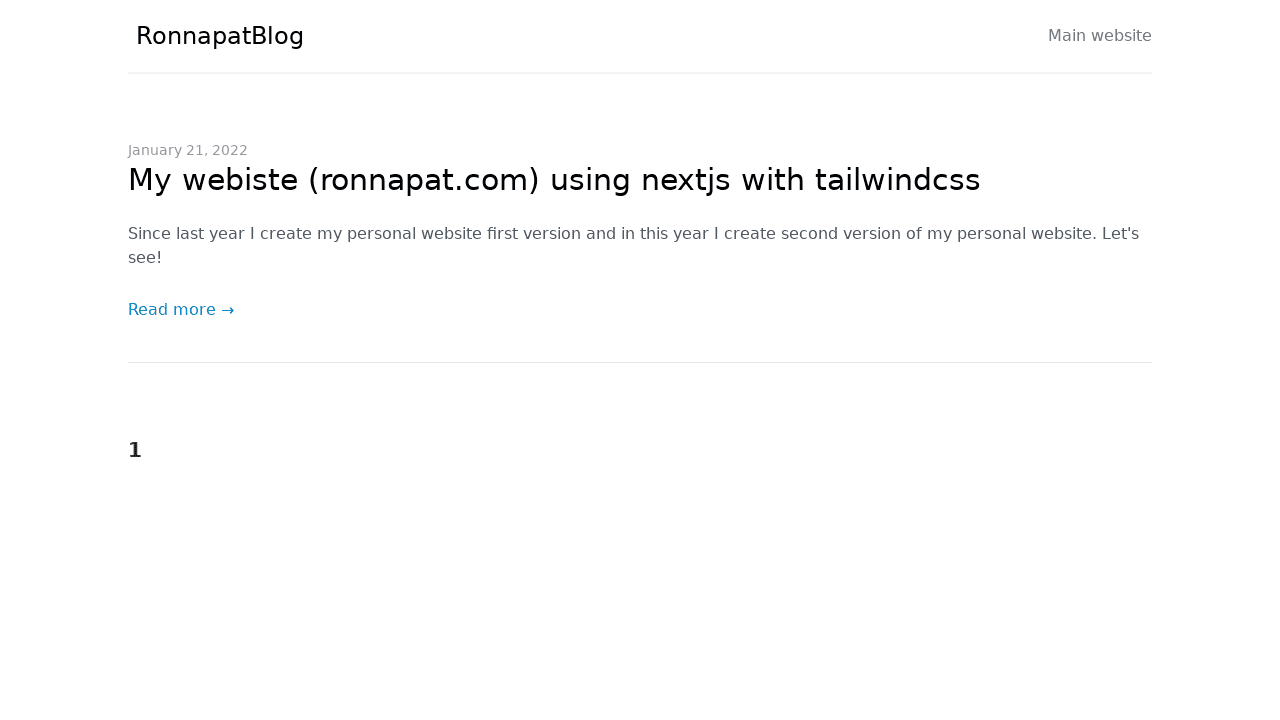 RonnapatBlog
Main website
January 21, 2022
My webiste (ronnapat.com) using nextjs with tailwindcss
Since last year I create my personal website first version and in this year I create second version of my personal website. Let's
see!
Read more →
1